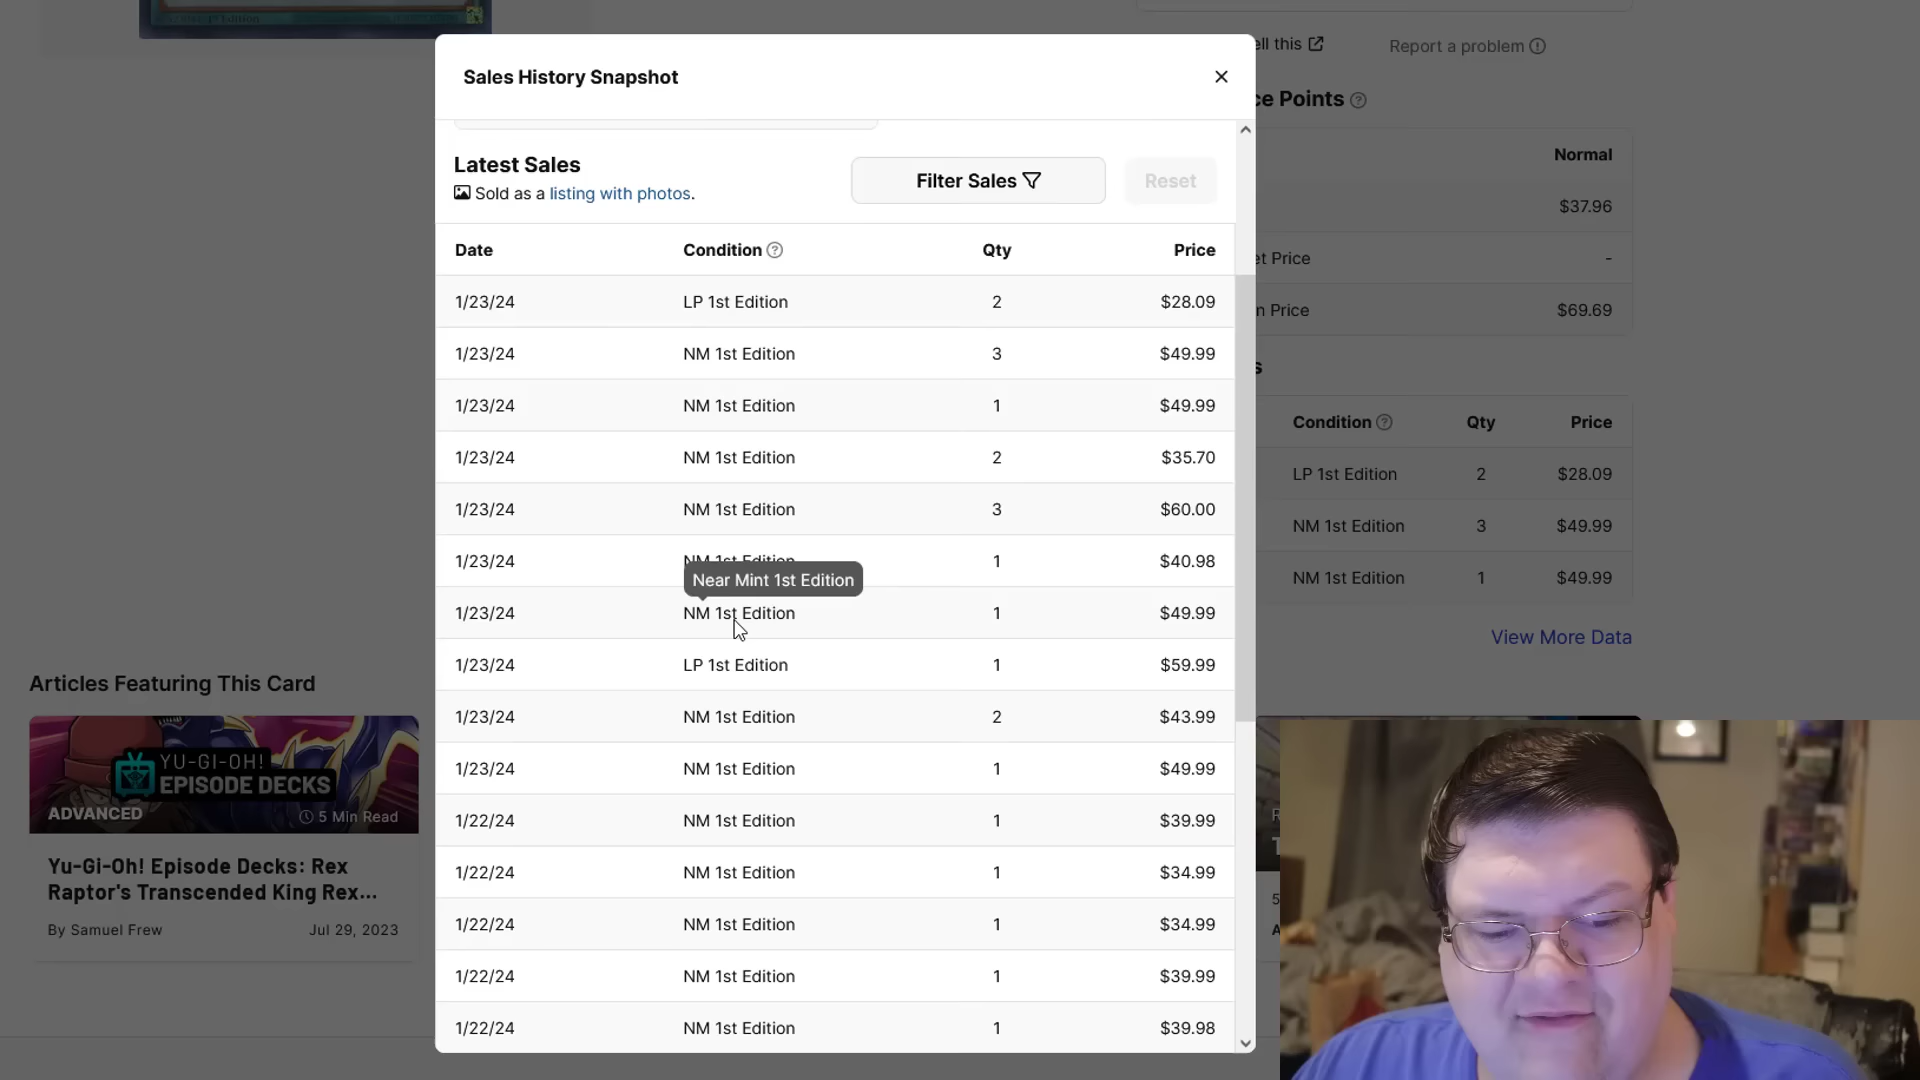 1st Edition
Sales History Snapshot
ell this
Report a problem
ce Points
Latest Sales
Sold as a listing with photos.
Filter Sales
Reset
Normal
$37.96
et Price -
n Price $69.69
s
Date Condition Qty Price
1/23/24 LP 1st Edition 2 $28.09
1/23/24 NM 1st Edition 3 $49.99
1/23/24 NM 1st Edition 1 $49.99
1/23/24 NM 1st Edition 2 $35.70
1/23/24 NM 1st Edition 3 $60.00
1/23/24 NM 1st Edition 1 $40.98
Near Mint 1st Edition
1/23/24 NM 1st Edition 1 $49.99
1/23/24 LP 1st Edition 1 $59.99
1/23/24 NM 1st Edition 2 $43.99
1/23/24 NM 1st Edition 1 $49.99
1/22/24 NM 1st Edition 1 $39.99
1/22/24 NM 1st Edition 1 $34.99
1/22/24 NM 1st Edition 1 $34.99
1/22/24 NM 1st Edition 1 $39.99
1/22/24 NM 1st Edition 1 $39.98
Condition Qty Price
LP 1st Edition 2 $28.09
NM 1st Edition 3 $49.99
NM 1st Edition 1 $49.99
View More Data
Articles Featuring This Card
YU-GI-OH!
EPISODE DECKS
ADVANCED
5 Min Read
Yu-Gi-Oh! Episode Decks: Rex
Raptor's Transcended King Rex...
By Samuel Frew
Jul 29, 2023